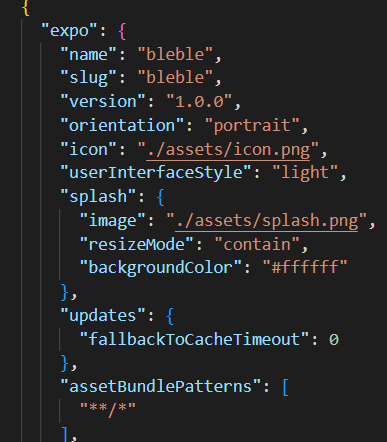 {
"expo": {
"name": "bleble",
"slug": "bleble",
"version": "1.0.0",
"orientation": "portrait",
"icon": "./assets/icon.png",
"userInterfaceStyle": "light",
"splash": {
"image": "./assets/splash.png",
"resizeMode": "contain",
"backgroundColor": "#ffffff"
},
"updates": {
"fallbackToCacheTimeout": 0
},
"assetBundlePatterns": [
"**/*"
],